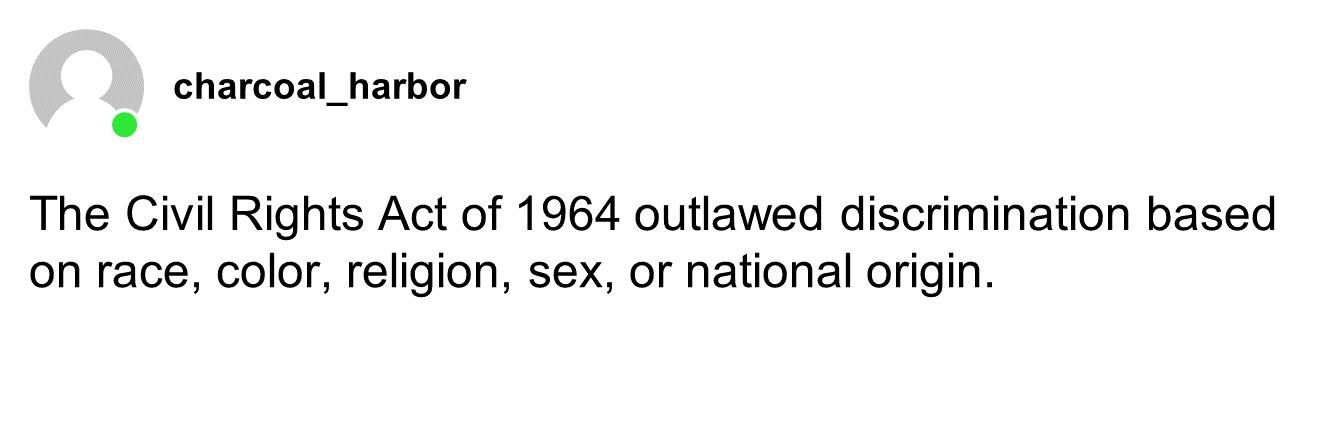 charcoal_harbor
The Civil Rights Act of 1964 outlawed discrimination based
on race, color, religion, sex, or national origin.